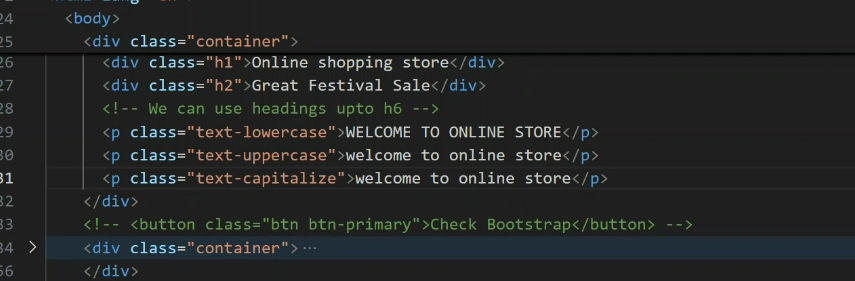 24 <body>
25 <div class="container">
26 <div class="h1">Online shopping store</div>
27 <div class="h2">Great Festival Sale</div>
28 <!-- We can use headings upto h6 -->
29 <p class="text-lowercase">WELCOME TO ONLINE STORE</p>
30 <p class="text-uppercase">welcome to online store</p>
31 <p class="text-capitalize">welcome to online store</p>
32 </div>
33 <!-- <button class="btn btn-primary">Check Bootstrap</button> -->
34 > <div class="container"> ···
56 </div>